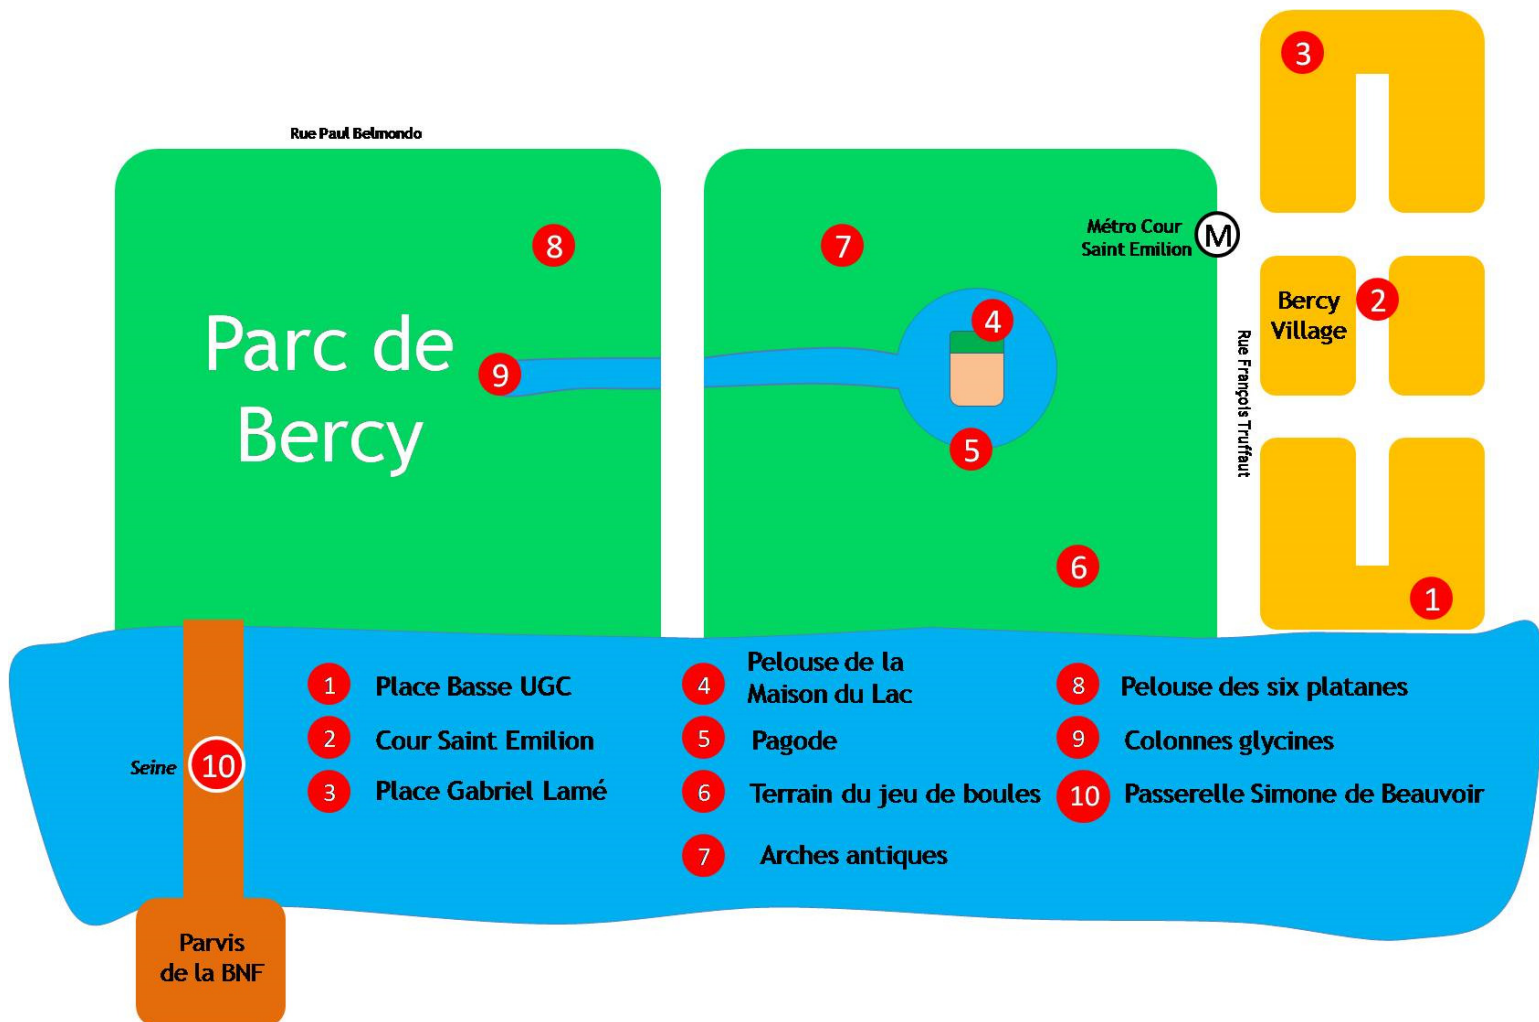 3
Rue Paul Belmondo
8
7
Métro Cour
Saint Emilion
M
4
Bercy
Village
2
Parc de
Bercy
9
5
Rue François Truffaut
6
1
1 Place Basse UGC
2 Cour Saint Emilion
3 Place Gabriel Lamé
4 Pelouse de la
Maison du Lac
5 Pagode
6 Terrain du jeu de boules
7 Arches antiques
8 Pelouse des six platanes
9 Colonnes glycines
10 Passerelle Simone de Beauvoir
Seine
10
Parvis
de la BNF